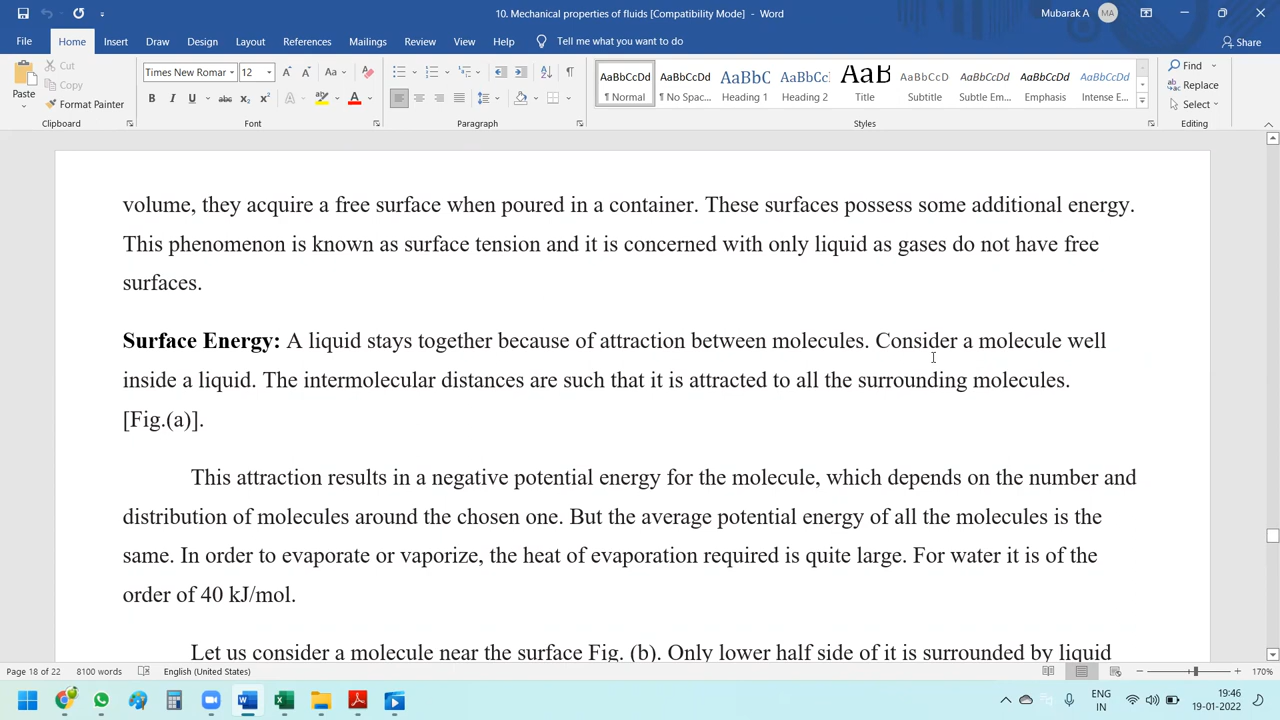 10. Mechanical properties of fluids [Compatibility Mode] - Word
Mubarak A
MA
File Home Insert Draw Design Layout References Mailings Review View Help Tell me what you want to do
Share
Paste
Cut
Copy
Format Painter
Clipboard
Times New Romar 12
Font
Paragraph
AaBbCcDd AaBbCcDd AaBbC AaBbCc AaB AaBbCcDd AaBbCcDd AaBbCcDd AaBbCcDd
¶ Normal ¶ No Spac... Heading 1 Heading 2 Title Subtitle Subtle Em... Emphasis Intense E...
Styles
Find
Replace
Select
Editing
volume, they acquire a free surface when poured in a container. These surfaces possess some additional energy.
This phenomenon is known as surface tension and it is concerned with only liquid as gases do not have free
surfaces.
Surface Energy: A liquid stays together because of attraction between molecules. Consider a molecule well
inside a liquid. The intermolecular distances are such that it is attracted to all the surrounding molecules.
[Fig.(a)].
This attraction results in a negative potential energy for the molecule, which depends on the number and
distribution of molecules around the chosen one. But the average potential energy of all the molecules is the
same. In order to evaporate or vaporize, the heat of evaporation required is quite large. For water it is of the
order of 40 kJ/mol.
Let us consider a molecule near the surface Fig. (b). Only lower half side of it is surrounded by liquid
Page 18 of 22 8100 words English (United States)
170%
ENG
IN
19:46
19-01-2022